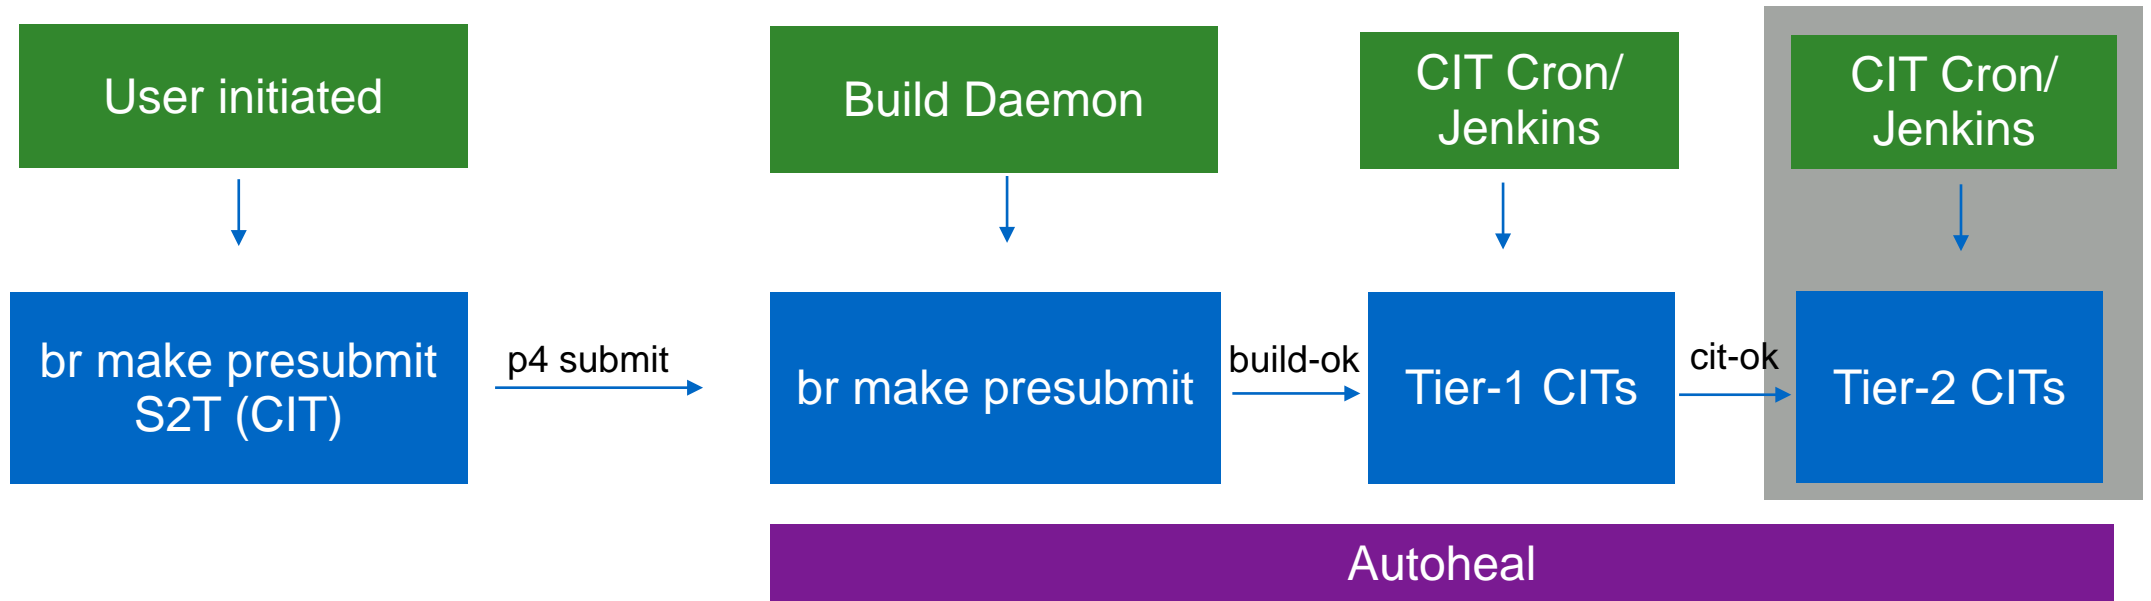 User initiated
Build Daemon
CIT Cron/
Jenkins
CIT Cron/
Jenkins
br make presubmit
S2T (CIT)
p4 submit
br make presubmit
build-ok
Tier-1 CITs
cit-ok
Tier-2 CITs
Autoheal